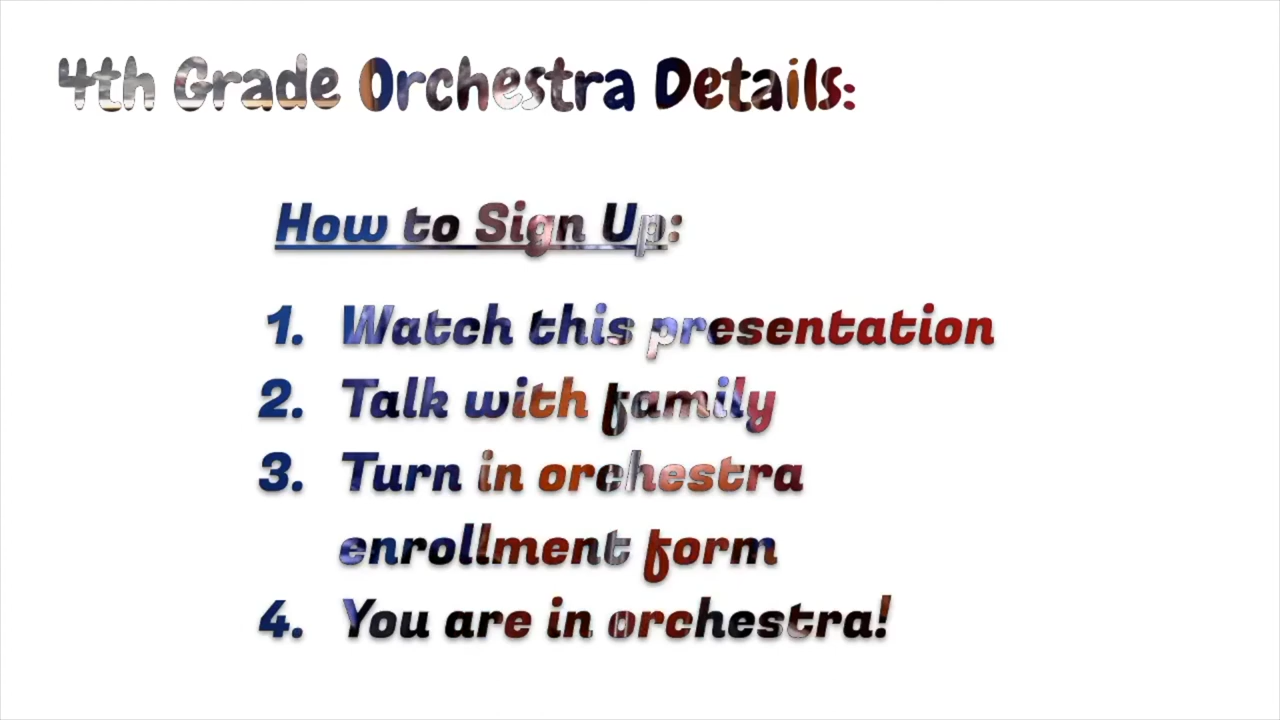 4th Grade Orchestra Details:
How to Sign Up:
1. Watch this presentation
2. Talk with family
3. Turn in orchestra
enrollment form
4. You are in orchestra!